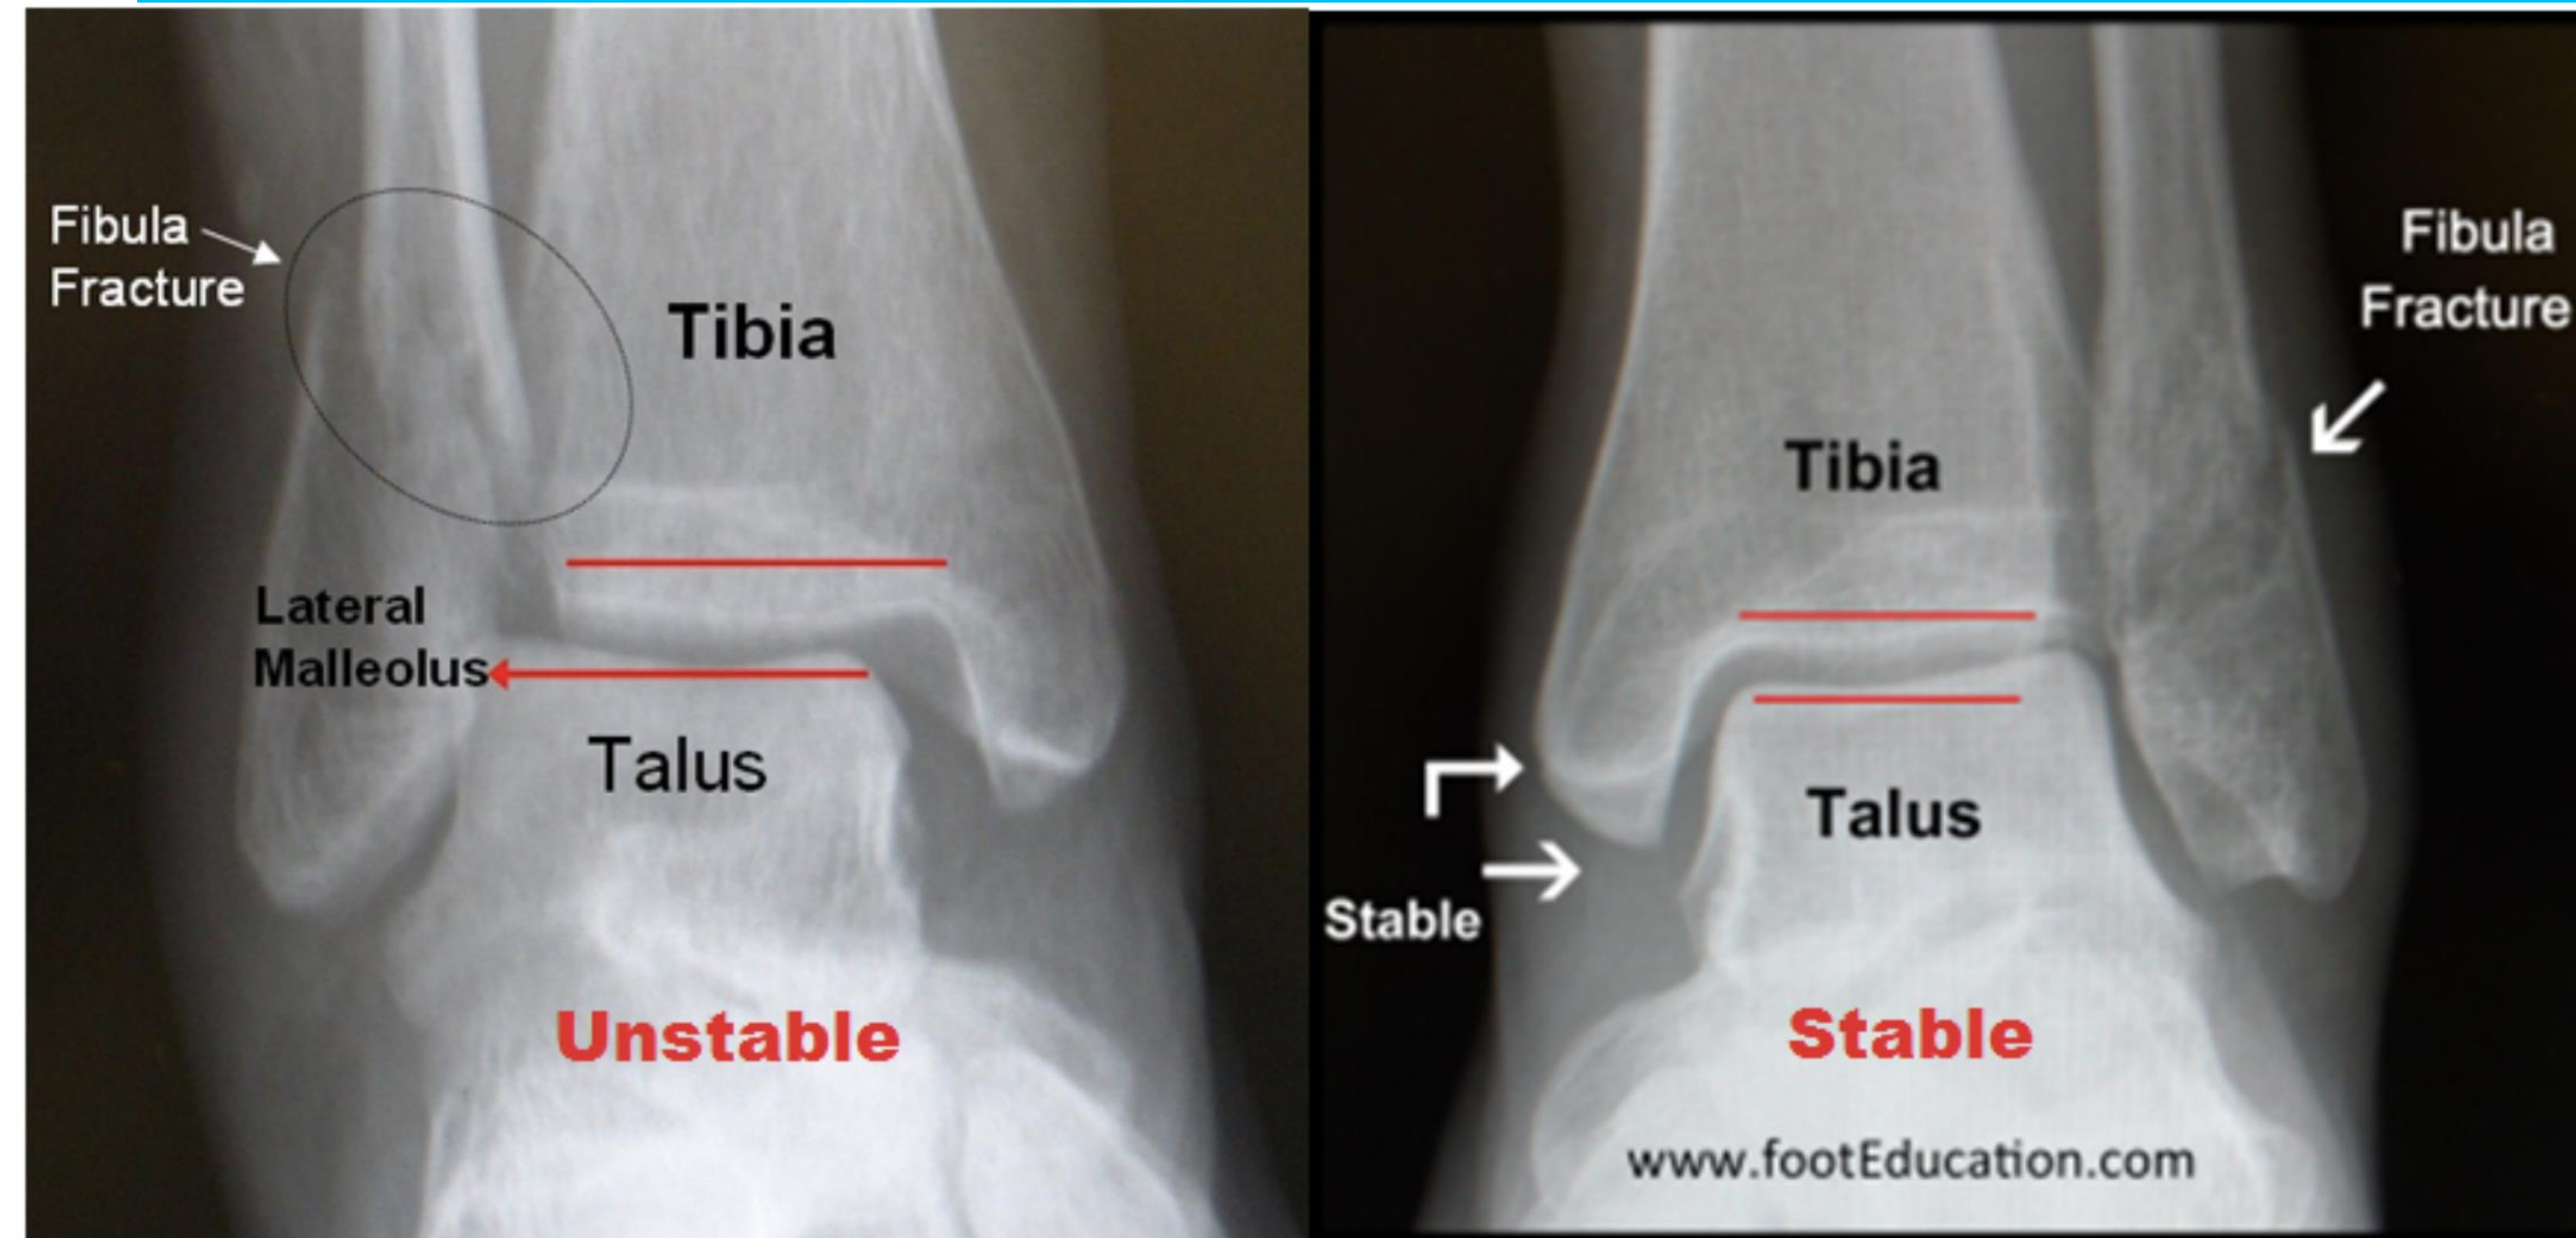 Fibula
Fracture
Tibia
Lateral
Malleolus
Talus
Unstable
Fibula
Fracture
Tibia
Talus
Stable
Stable
www.footEducation.com